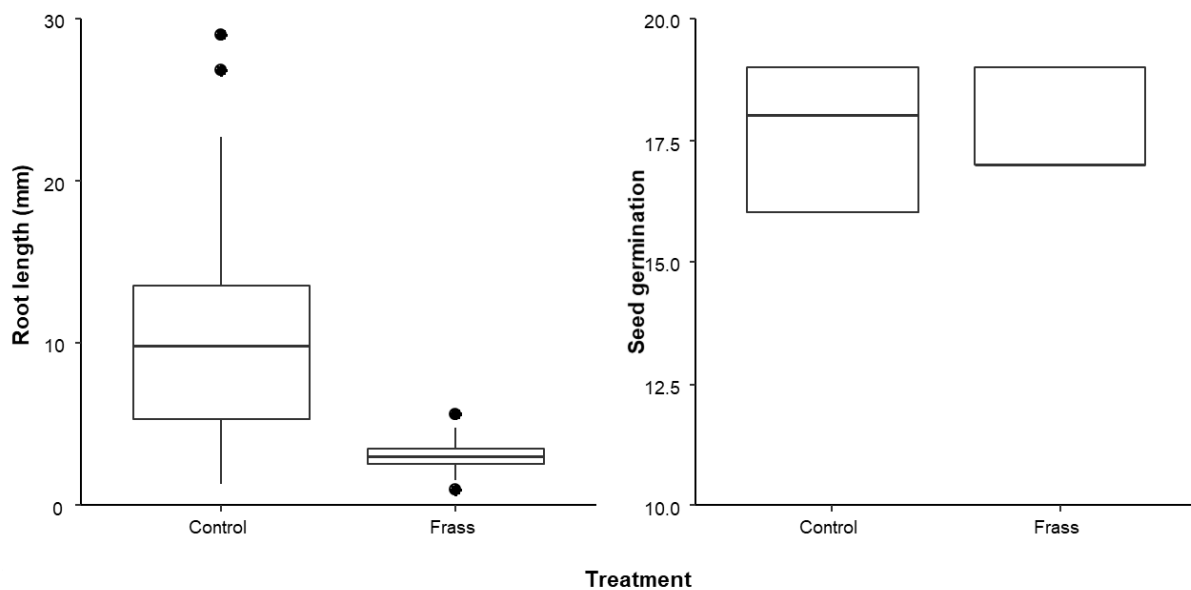 Root length (mm)
30
20
10
0
Control
Frass
Seed germination
20.0
17.5
15.0
12.5
10.0
Control
Frass
Treatment